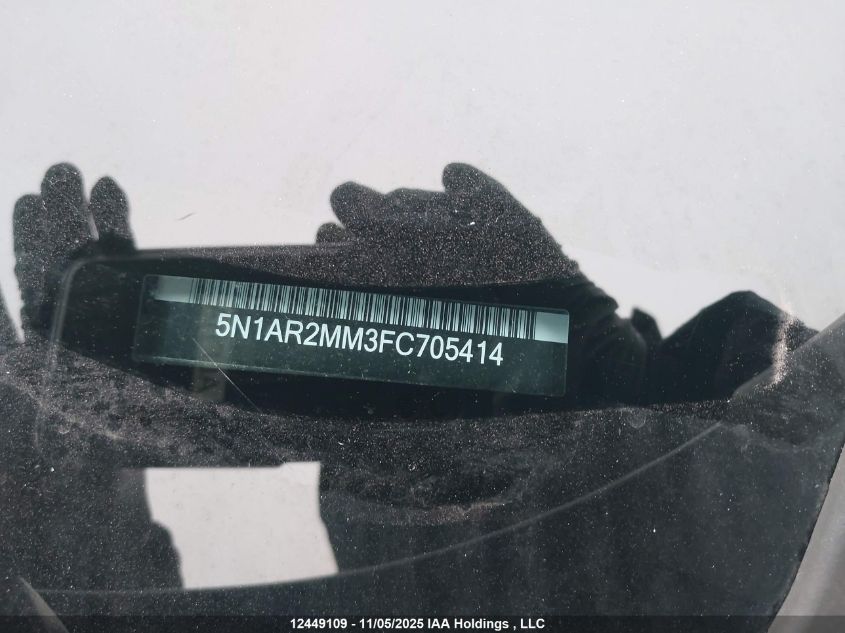 5N1AR2MM3FC705414
12449109 - 11/05/2025 IAA Holdings , LLC